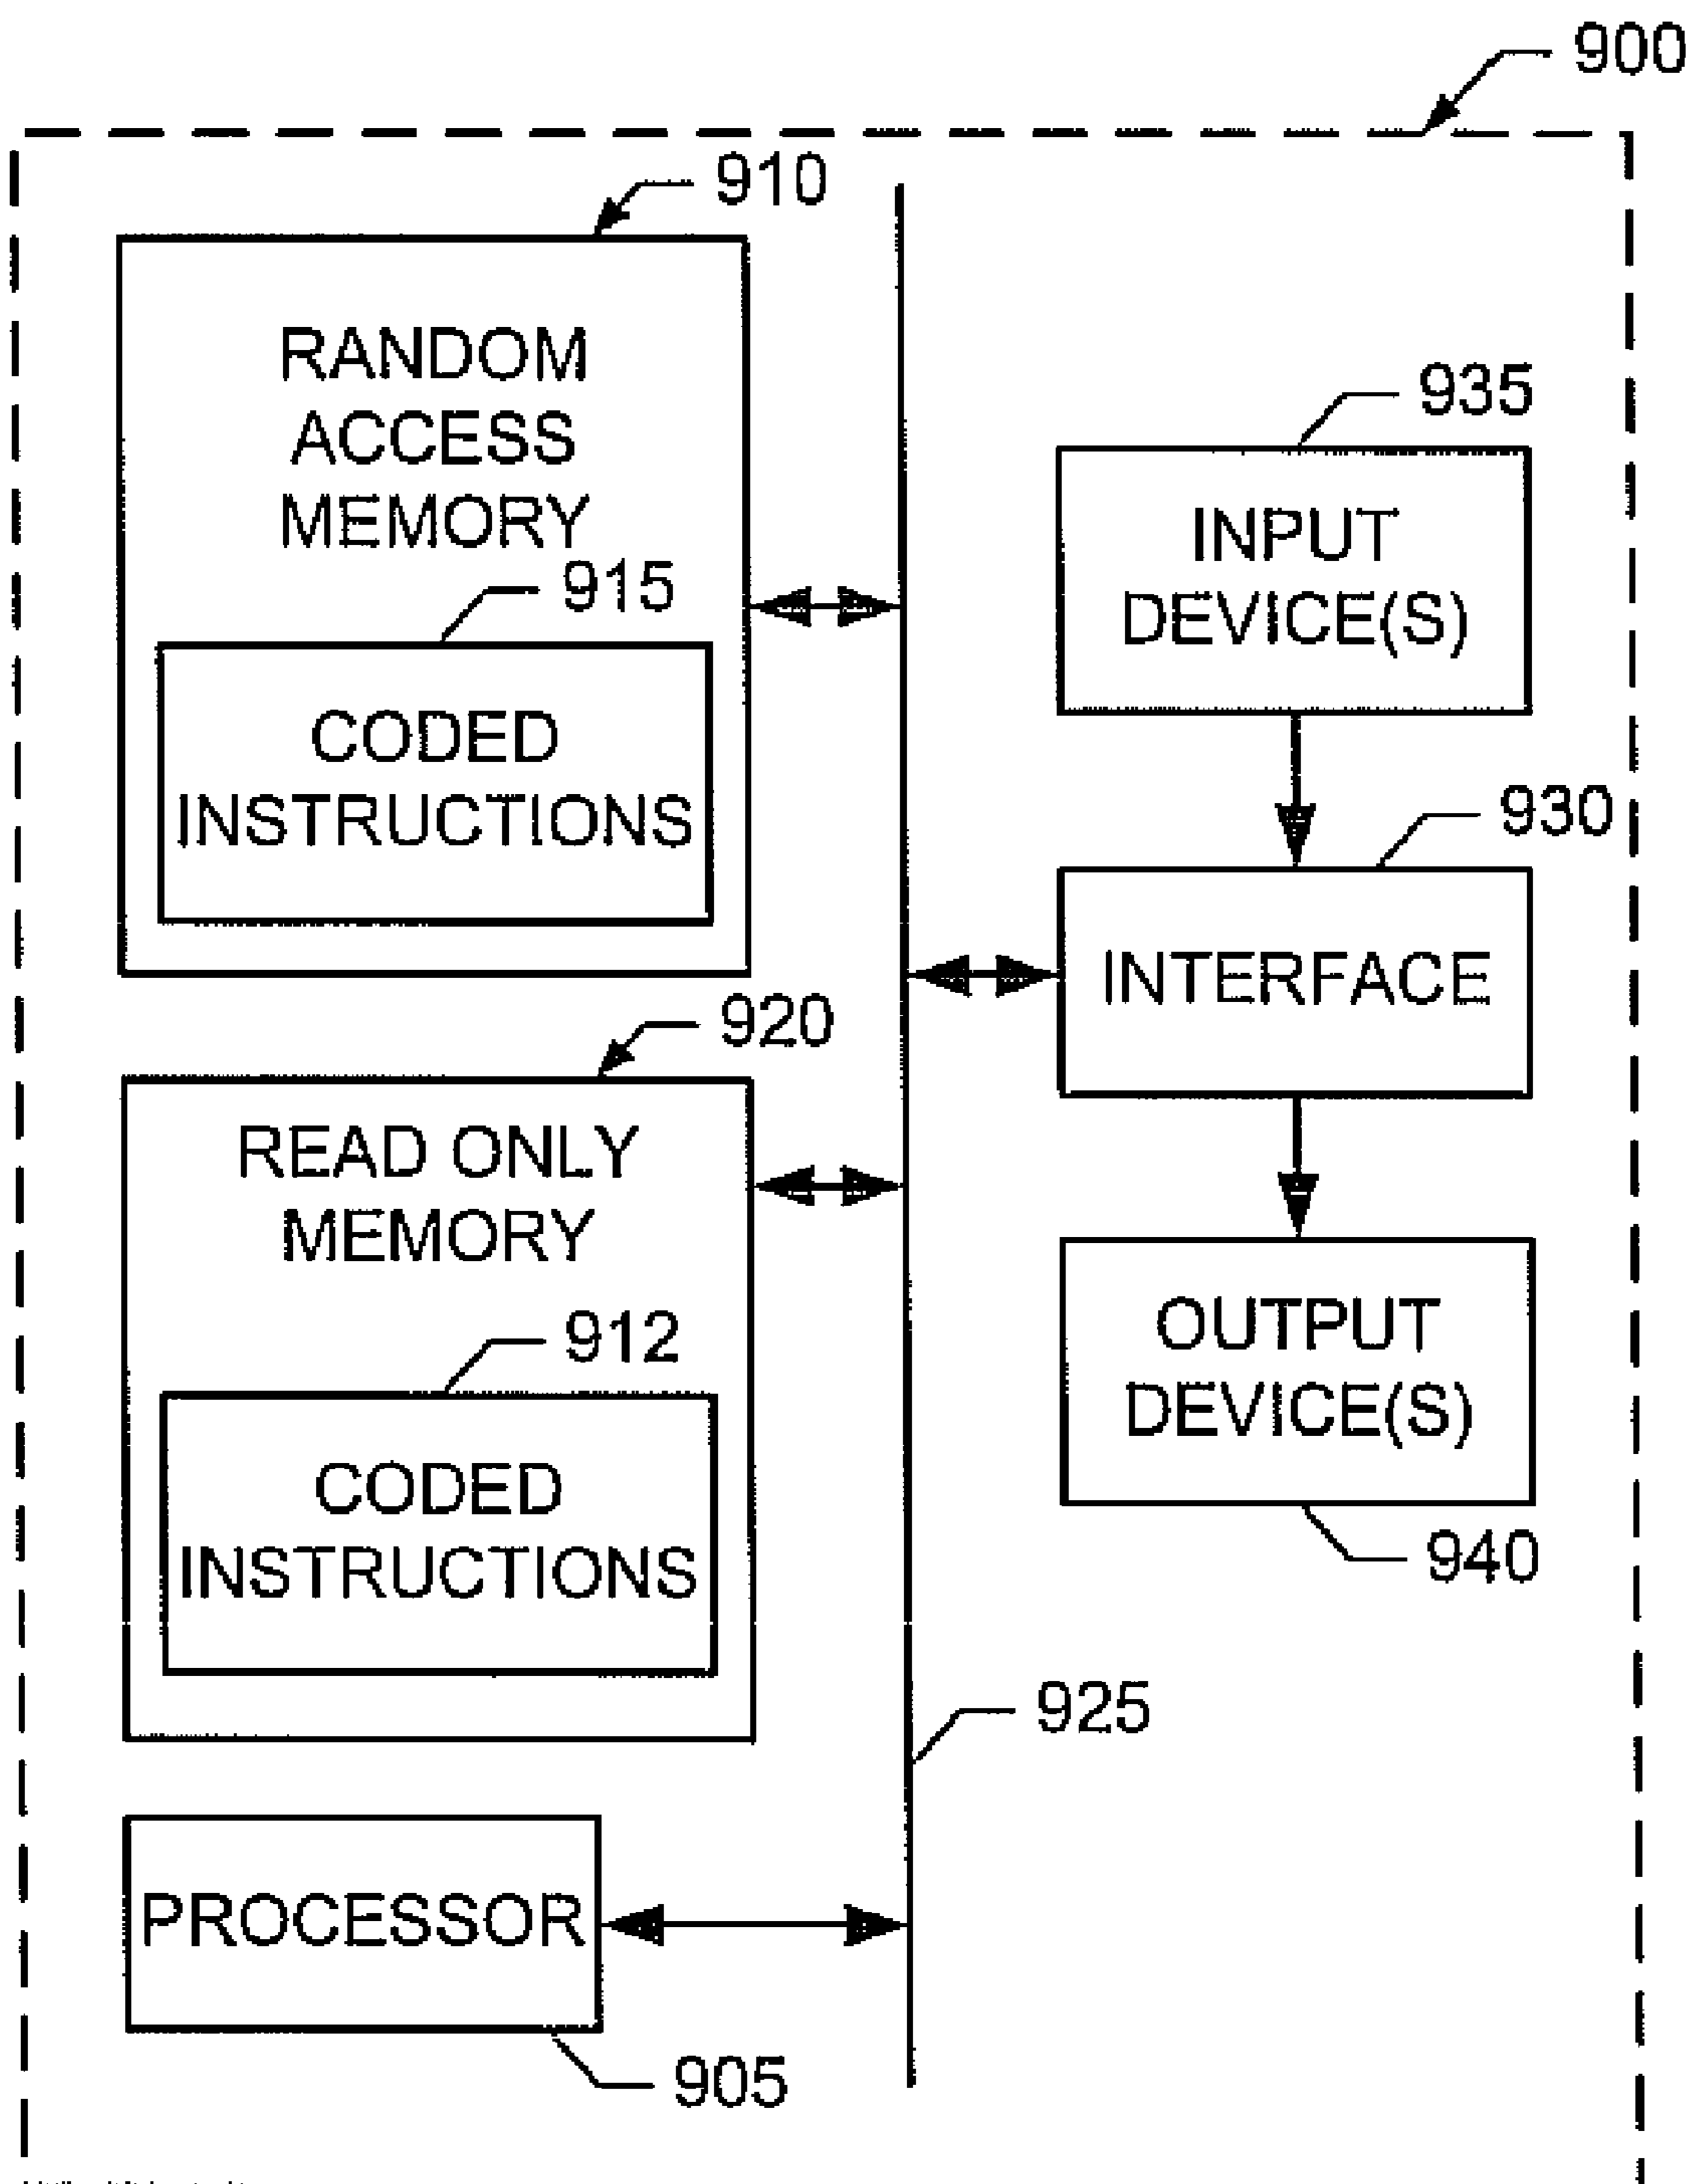 900
910
RANDOM
ACCESS
MEMORY
915
CODED
INSTRUCTIONS
920
READ ONLY
MEMORY
912
CODED
INSTRUCTIONS
PROCESSOR
905
925
935
INPUT
DEVICE(S)
930
INTERFACE
OUTPUT
DEVICE(S)
940